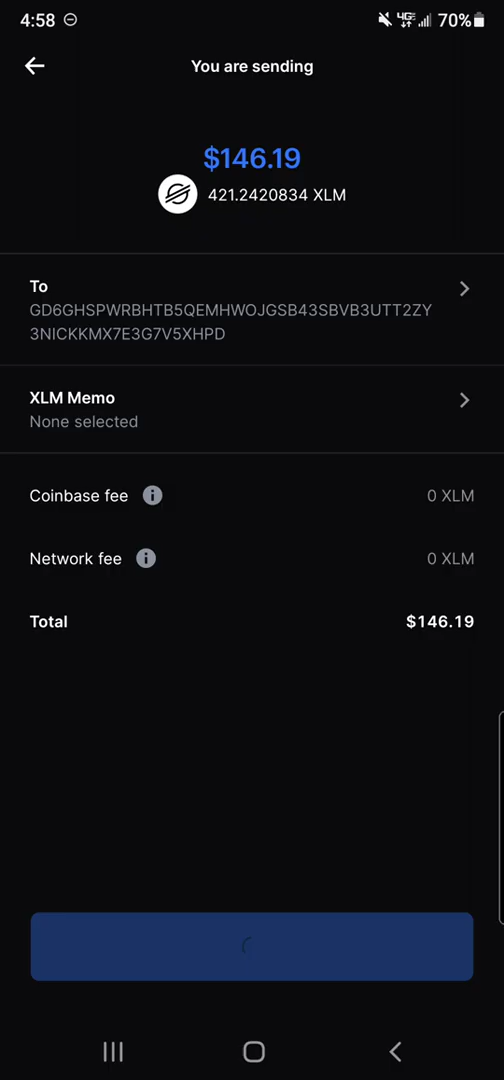 4:58
4GE 70%
You are sending
$146.19
421.2420834 XLM
To
GD6GHSPWRBHTB5QEMHWOJGSB43SBVB3UTT2ZY
3NICKKMX7E3G7V5XHPD
XLM Memo
None selected
Coinbase fee
0 XLM
Network fee
0 XLM
Total
$146.19